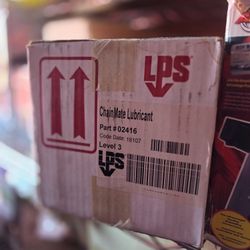 LPS
ChainMate Lubricant
Part # 02416
Code Date: 18107
Level 3
LPS